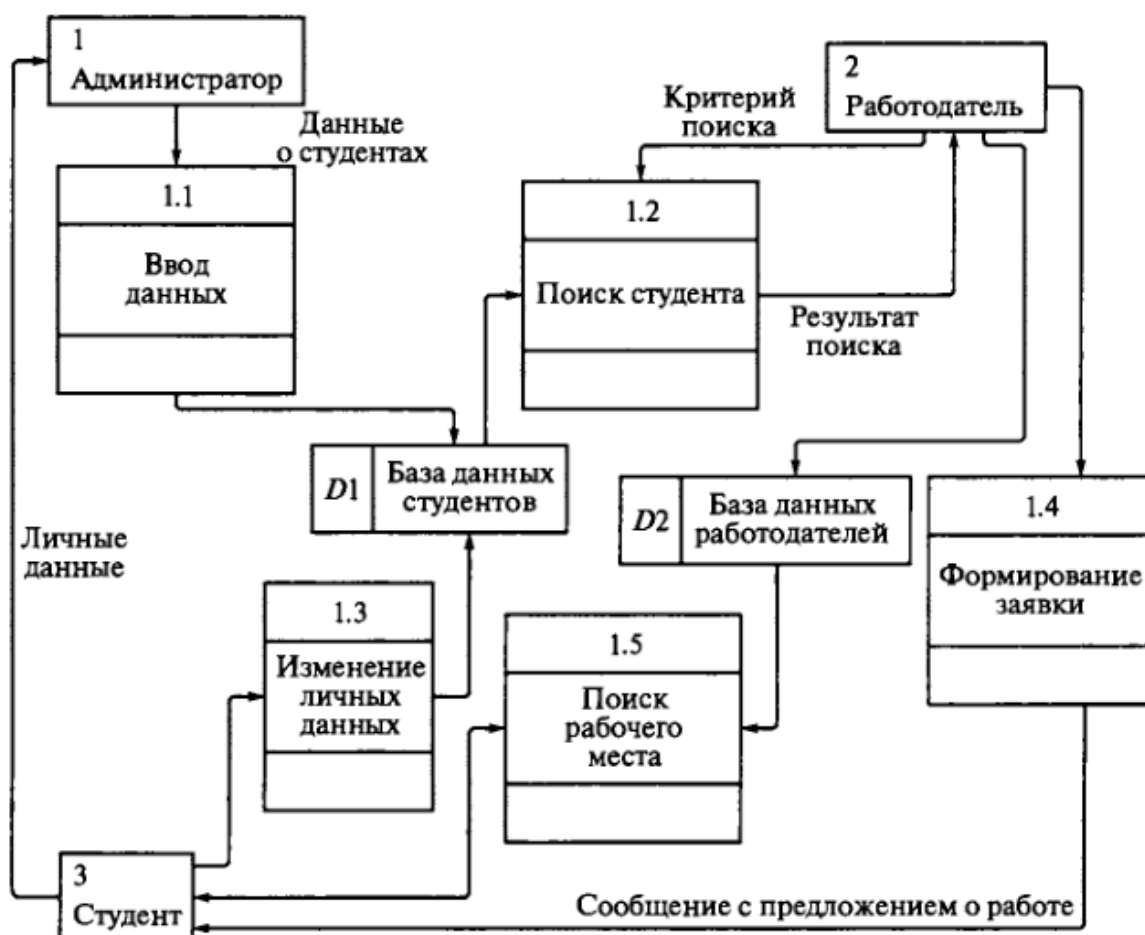 1
Администратор
2
Работодатель
Критерий
поиска
Данные
о студентах
1.1
Ввод
данных
1.2
Поиск студента
Результат
поиска
D1
База данных
студентов
D2
База данных
работодателей
1.4
Формирование
заявки
Личные
данные
1.3
Изменение
личных
данных
1.5
Поиск
рабочего
места
3
Студент
Сообщение с предложением о работе